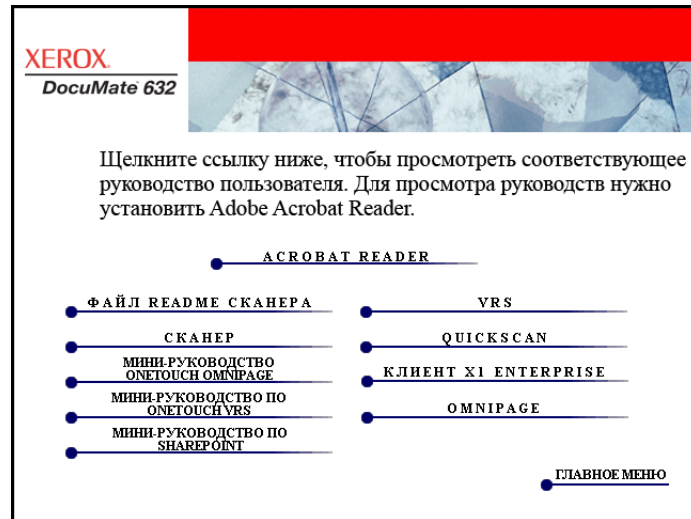 XEROX
DocuMate 632
Щелкните ссылку ниже, чтобы просмотреть соответствующее
руководство пользователя. Для просмотра руководств нужно
установить Adobe Acrobat Reader.
ACROBAT READER
ФАЙЛ README СКАНЕРА
СКАНЕР
МИНИ-РУКОВОДСТВО
ONETOUCH OMNIPAGE
МИНИ-РУКОВОДСТВО ПО
ONETOUCH VRS
МИНИ-РУКОВОДСТВО ПО
SHAREPOINT
VRS
QUICKSCAN
КЛИЕНТ X1 ENTERPRISE
OMNIPAGE
ГЛАВНОЕ МЕНЮ